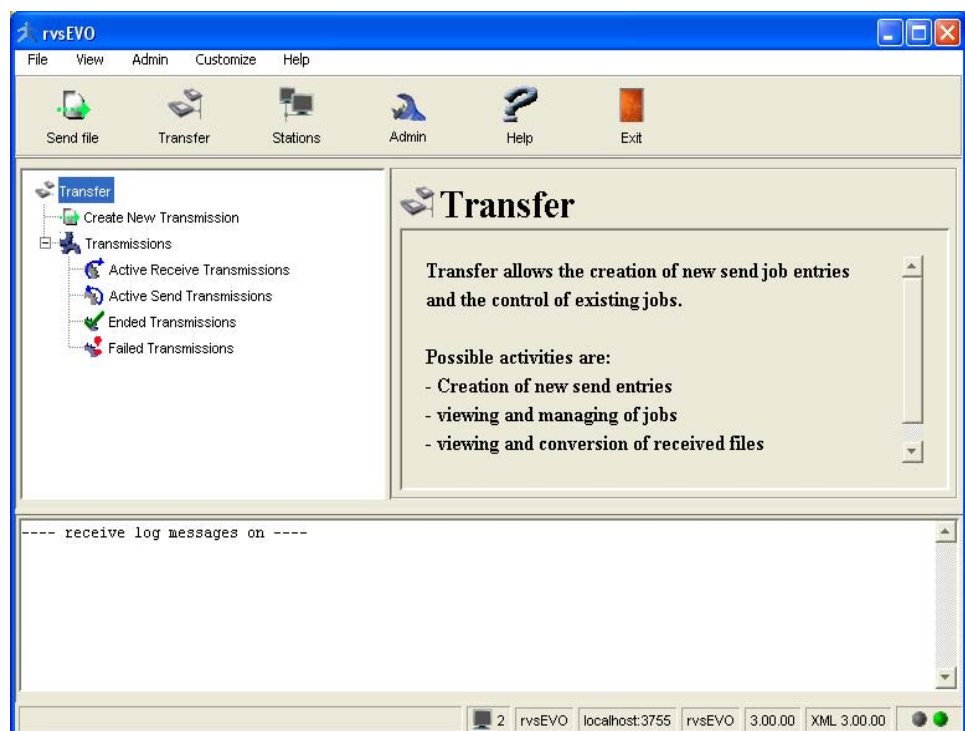 rvsEVO
File View Admin Customize Help
Send file Transfer Stations Admin Help Exit
Transfer
Create New Transmission
Transmissions
Active Receive Transmissions
Active Send Transmissions
Ended Transmissions
Failed Transmissions
Transfer
Transfer allows the creation of new send job entries
and the control of existing jobs.
Possible activities are:
- Creation of new send entries
- viewing and managing of jobs
- viewing and conversion of received files
---- receive log messages on ----
2 rvsEVO localhost:3755 rvsEVO 3.00.00 XML 3.00.00